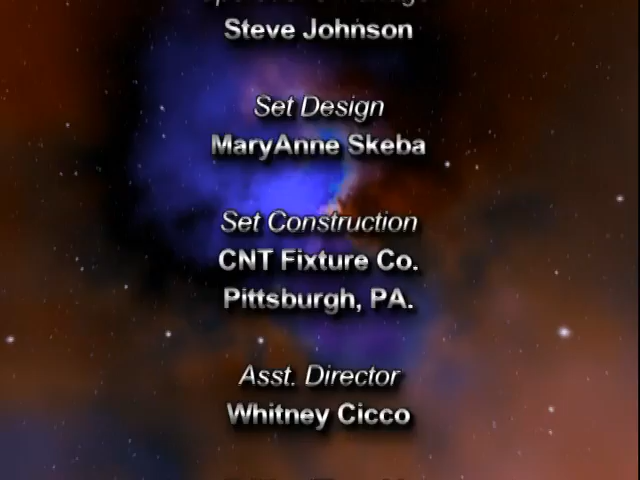 Steve Johnson
Set Design
MaryAnne Skeba
Set Construction
CNT Fixture Co.
Pittsburgh, PA.
Asst. Director
Whitney Cicco